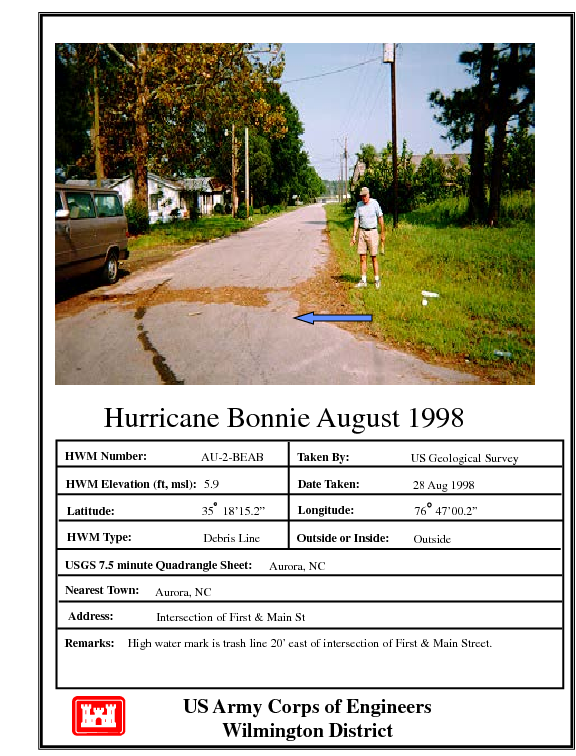 Hurricane Bonnie August 1998
HWM Number: AU-2-BEAB Taken By: US Geological Survey
HWM Elevation (ft, msl): 5.9 Date Taken: 28 Aug 1998
Latitude: 35° 18’15.2” Longitude: 76° 47’00.2”
HWM Type: Debris Line Outside or Inside: Outside
USGS 7.5 minute Quadrangle Sheet: Aurora, NC
Nearest Town: Aurora, NC
Address: Intersection of First & Main St
Remarks: High water mark is trash line 20’ east of intersection of First & Main Street.
US Army Corps of Engineers
Wilmington District